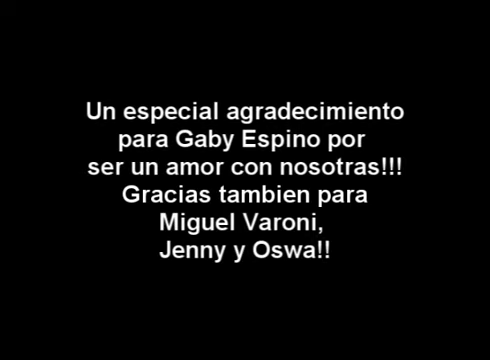 Un especial agradecimiento
para Gaby Espino por
ser un amor con nosotras!!!
Gracias tambien para
Miguel Varoni,
Jenny y Oswa!!